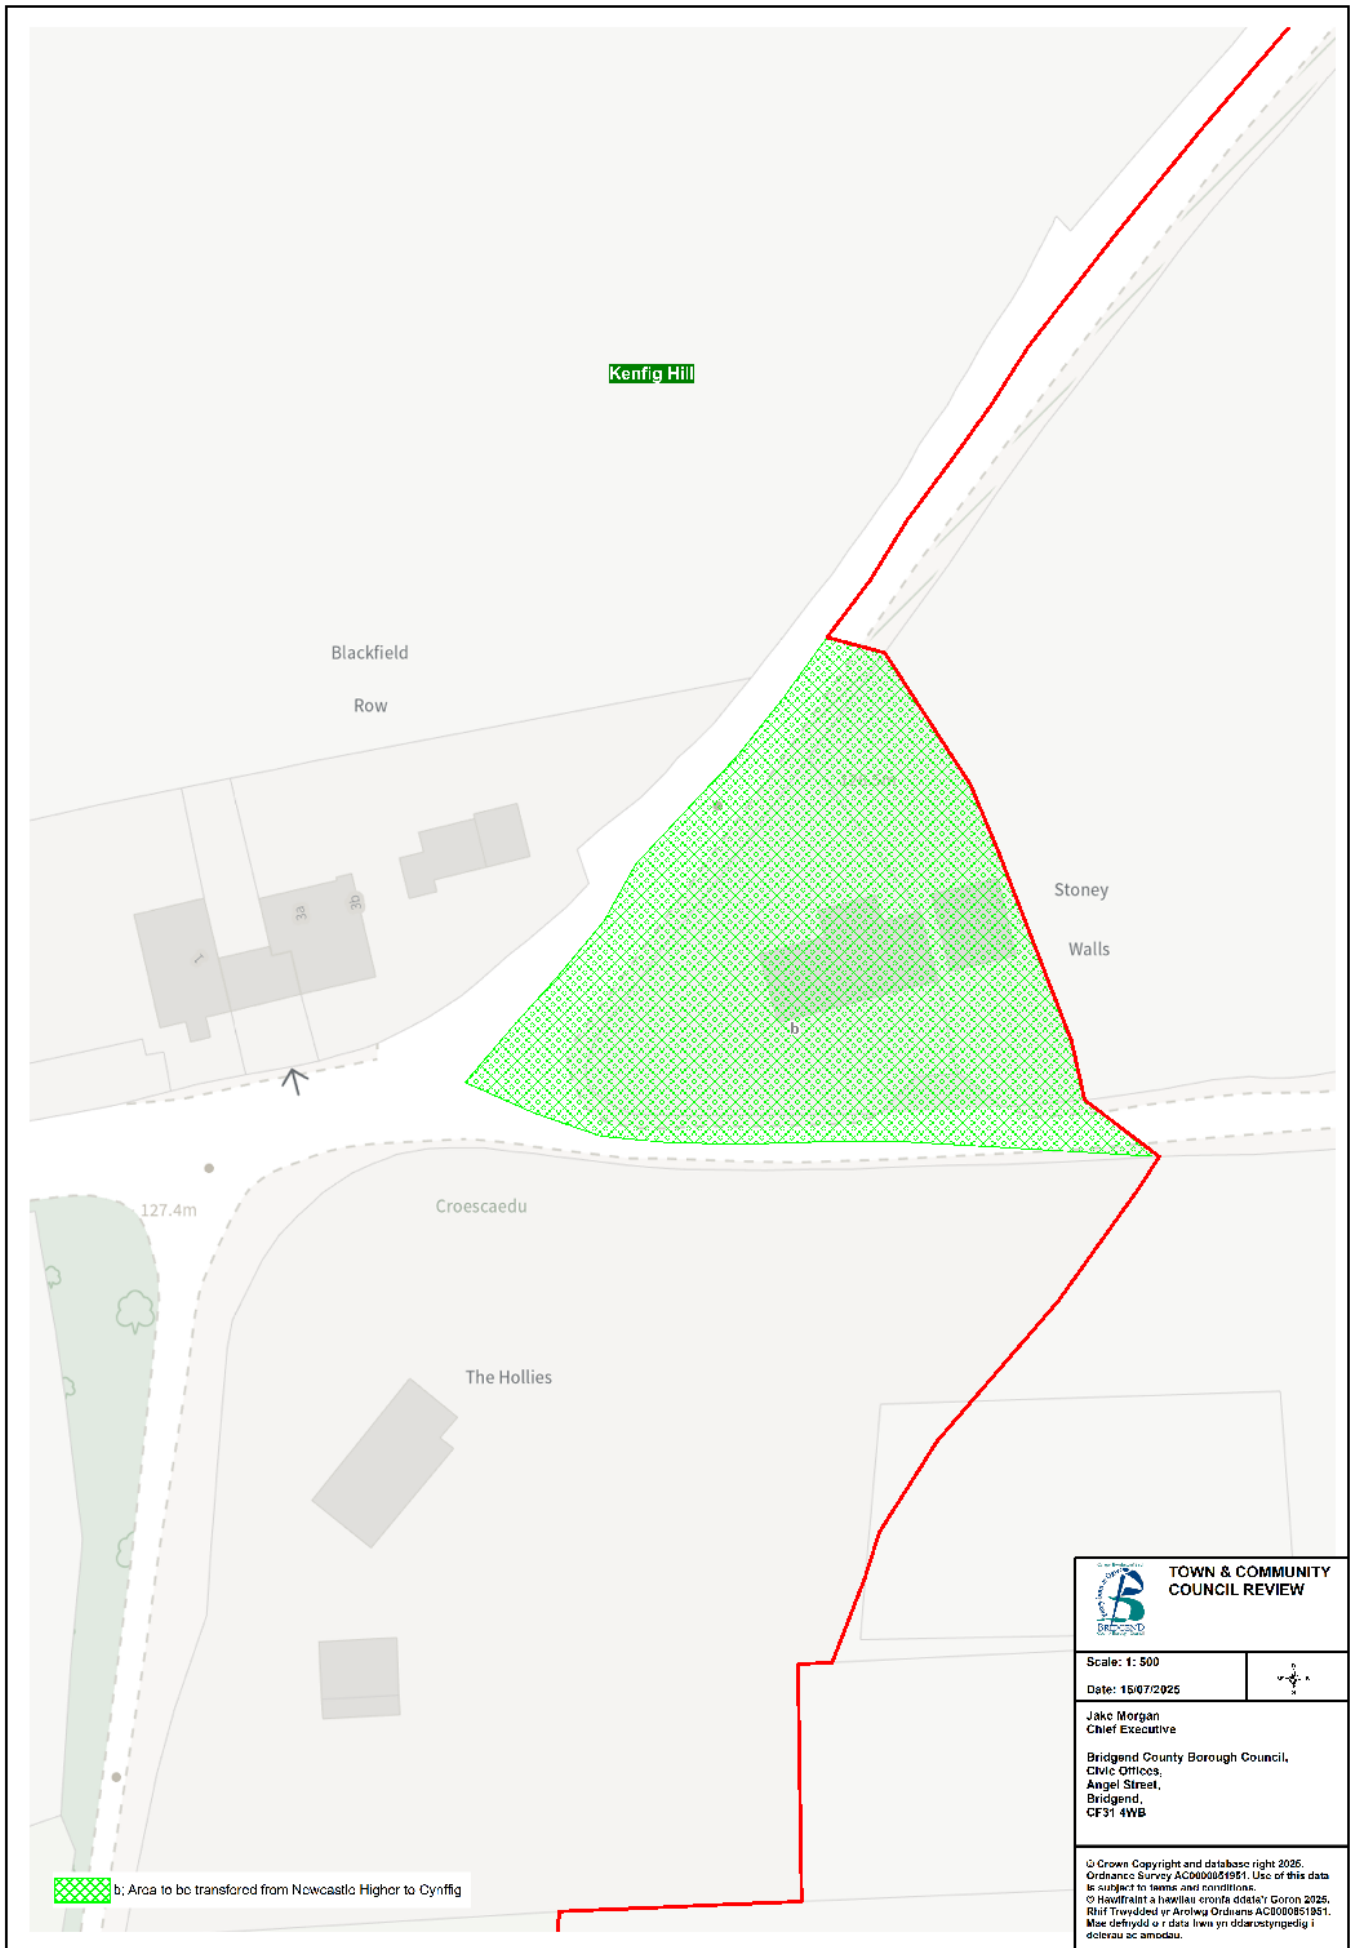 Kenfig Hill
Blackfield
Row
Stoney
Walls
3a
3b
1
b
Croescaedu
127.4m
The Hollies
TOWN & COMMUNITY
COUNCIL REVIEW
BRIDGEND
Scale: 1: 500
Date: 16/07/2025
Jake Morgan
Chief Executive
Bridgend County Borough Council,
Civic Offices,
Angel Street,
Bridgend,
CF31 4WB
© Crown Copyright and database right 2025.
Ordnance Survey AC0000851951. Use of this data
is subject to terms and conditions.
© Hawlfraint a hawliau cronfa ddata'r Goron 2025.
Rhif Trwydded yr Arolwg Ordnans AC0000851951.
Mae defnydd o r data hwn yn ddarostyngedig i
delerau ac amodau.
b; Area to be transfered from Newcastle Higher to Cynffig